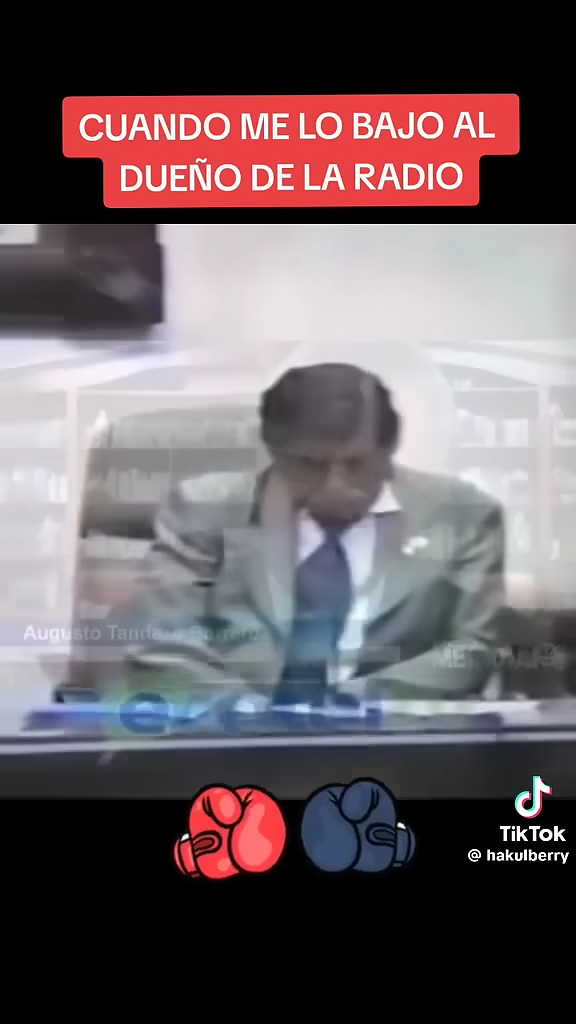 CUANDO ME LO BAJO AL
DUEÑO DE LA RADIO
Augusto
TikTok
@ hakulberry